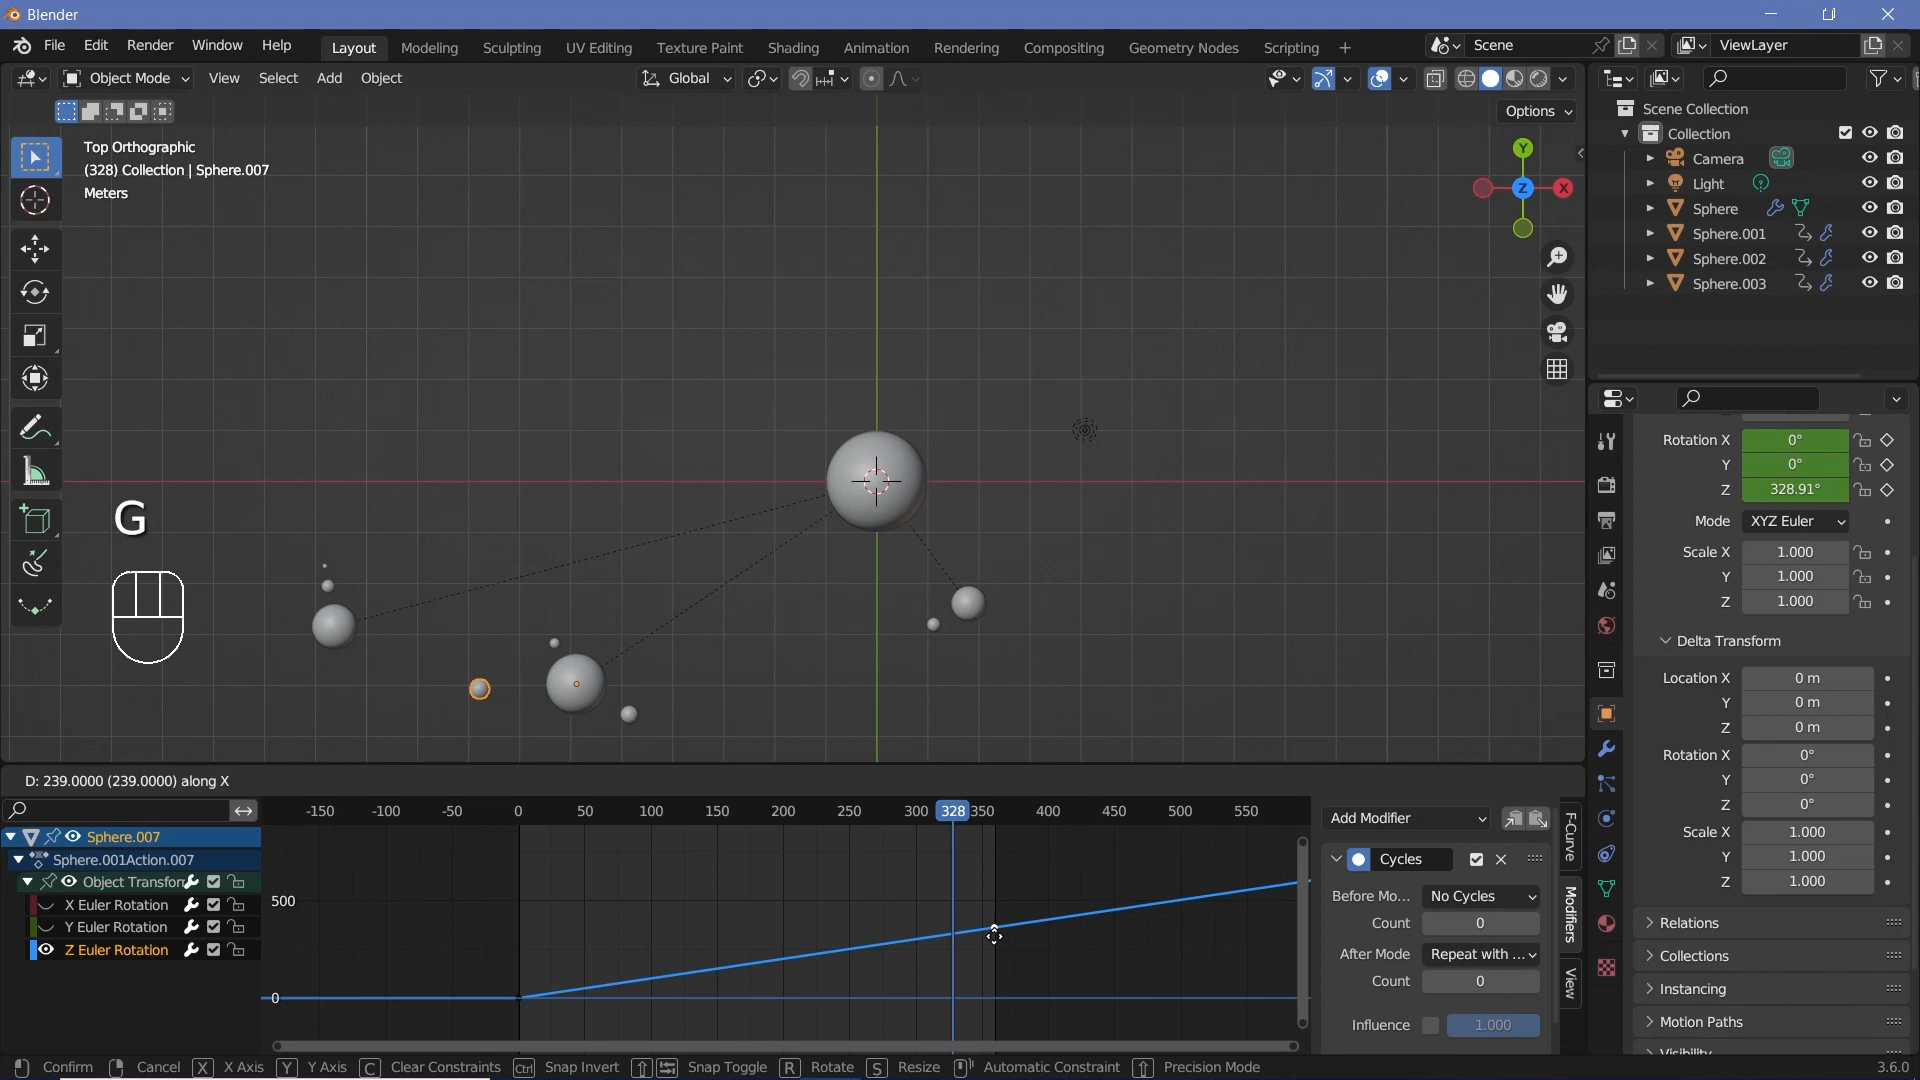 Blender
File Edit Render Window Help
Layout Modeling Sculpting UV Editing Texture Paint Shading Animation Rendering Compositing Geometry Nodes Scripting +
Scene
ViewLayer
Object Mode View Select Add Object
Global
Options
Top Orthographic
(328) Collection | Sphere.007
Meters
Y
Z
X
G
Scene Collection
Collection
Camera
Light
Sphere
Sphere.001
Sphere.002
Sphere.003
Rotation X 0°
Y 0°
Z 328.91°
Mode XYZ Euler
Scale X 1.000
Y 1.000
Z 1.000
Delta Transform
Location X 0 m
Y 0 m
Z 0 m
Rotation X 0°
Y 0°
Z 0°
Scale X 1.000
Y 1.000
Z 1.000
Relations
Collections
Instancing
Motion Paths
D: 239.0000 (239.0000) along X
-150 -100 -50 0 50 100 150 200 250 300 328 350 400 450 500 550
Sphere.007
Sphere.001Action.007
Object Transfor
X Euler Rotation
Y Euler Rotation
Z Euler Rotation
500
0
Add Modifier
Cycles
Before Mo... No Cycles
Count 0
After Mode Repeat with ...
Count 0
Influence 1.000
F-Curve
Modifiers
View
Confirm Cancel X X Axis Y Y Axis C Clear Constraints Ctrl Snap Invert Snap Toggle R Rotate S Resize Automatic Constraint Precision Mode
3.6.0